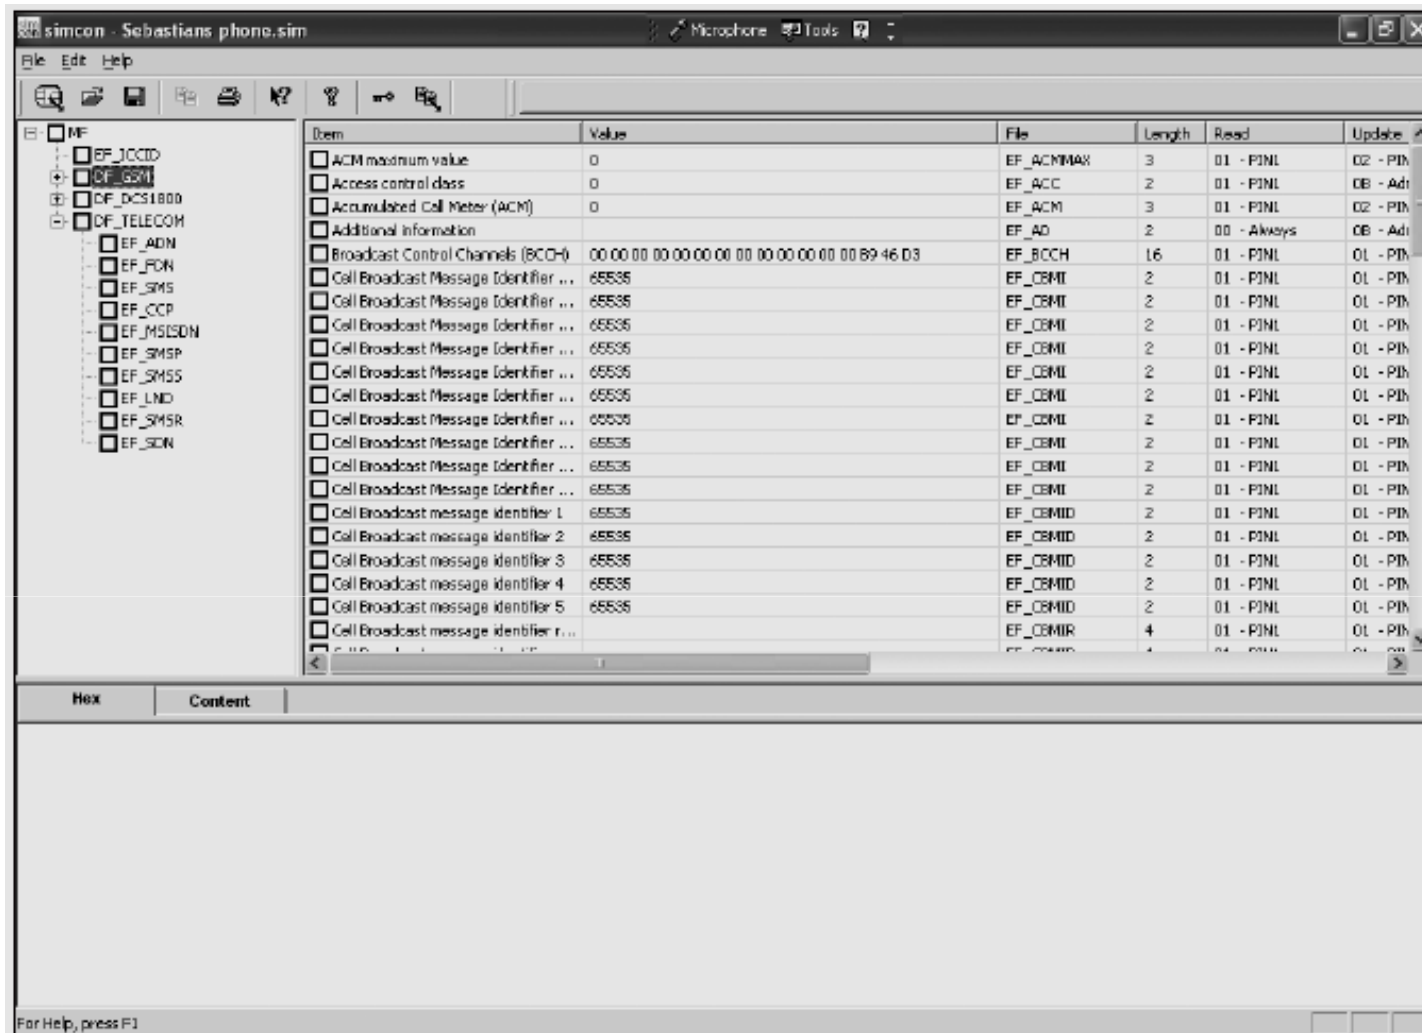 simcon - Sebastians phone.sim
Microphone Tools
File Edit Help
MF
EF_ICCID
DF_GSM
DF_DCS1800
DF_TELECOM
EF_ADN
EF_FDN
EF_SMS
EF_CCP
EF_MSISDN
EF_SMSP
EF_SMSS
EF_LND
EF_SMSR
EF_SDN
Item Value File Length Read Update
ACM maximum value 0 EF_ACMMAX 3 01 - PIN1 02 - PIN
Access control class 0 EF_ACC 2 01 - PIN1 0B - Adr
Accumulated Call Meter (ACM) 0 EF_ACM 3 01 - PIN1 02 - PIN
Additional information EF_AD 2 00 - Always 0B - Adr
Broadcast Control Channels (BCCH) 00 00 00 00 00 00 00 00 00 00 00 00 00 B9 46 D3 EF_BCCH 16 01 - PIN1 01 - PIN
Cell Broadcast Message Identifier ... 65535 EF_CBMI 2 01 - PIN1 01 - PIN
Cell Broadcast Message Identifier ... 65535 EF_CBMI 2 01 - PIN1 01 - PIN
Cell Broadcast Message Identifier ... 65535 EF_CBMI 2 01 - PIN1 01 - PIN
Cell Broadcast Message Identifier ... 65535 EF_CBMI 2 01 - PIN1 01 - PIN
Cell Broadcast Message Identifier ... 65535 EF_CBMI 2 01 - PIN1 01 - PIN
Cell Broadcast Message Identifier ... 65535 EF_CBMI 2 01 - PIN1 01 - PIN
Cell Broadcast Message Identifier ... 65535 EF_CBMI 2 01 - PIN1 01 - PIN
Cell Broadcast Message Identifier ... 65535 EF_CBMI 2 01 - PIN1 01 - PIN
Cell Broadcast Message Identifier ... 65535 EF_CBMI 2 01 - PIN1 01 - PIN
Cell Broadcast Message Identifier ... 65535 EF_CBMI 2 01 - PIN1 01 - PIN
Cell Broadcast message identifier 1 65535 EF_CBMID 2 01 - PIN1 01 - PIN
Cell Broadcast message identifier 2 65535 EF_CBMID 2 01 - PIN1 01 - PIN
Cell Broadcast message identifier 3 65535 EF_CBMID 2 01 - PIN1 01 - PIN
Cell Broadcast message identifier 4 65535 EF_CBMID 2 01 - PIN1 01 - PIN
Cell Broadcast message identifier 5 65535 EF_CBMID 2 01 - PIN1 01 - PIN
Cell Broadcast message identifier r... EF_CBMIR 4 01 - PIN1 01 - PIN
Hex Content
For Help, press F1